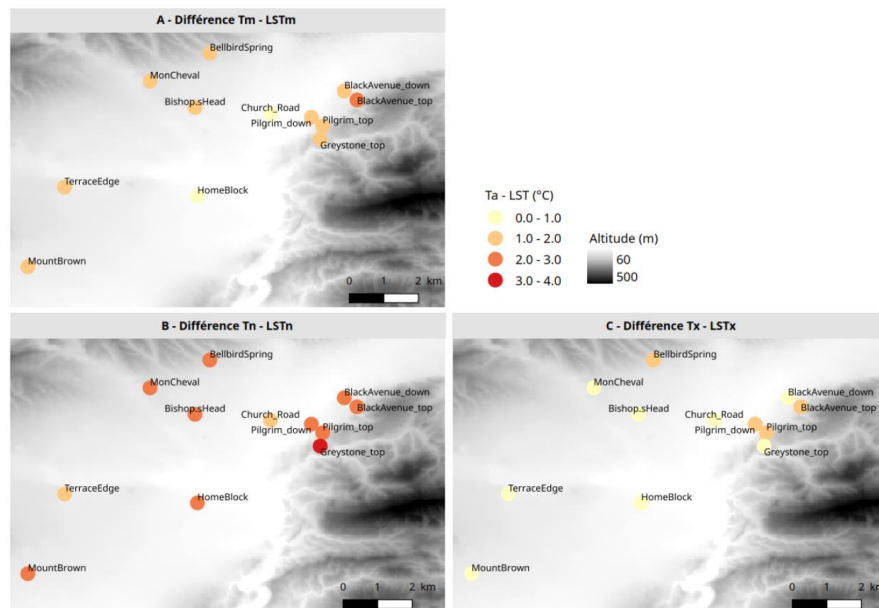 A - Différence Tm - LSTm
BellbirdSpring
MonCheval
BlackAvenue_down
BlackAvenue_top
Bishop.sHead
Church_Road
Pilgrim_down
Pilgrim_top
Greystone_top
TerraceEdge
HomeBlock
MountBrown
0 1 2 km
Ta - LST (°C)
0.0 - 1.0
1.0 - 2.0
2.0 - 3.0
3.0 - 4.0
Altitude (m)
60
500
B - Différence Tn - LSTn
BellbirdSpring
MonCheval
BlackAvenue_down
BlackAvenue_top
Bishop.sHead
Church_Road
Pilgrim_down
Pilgrim_top
Greystone_top
TerraceEdge
HomeBlock
MountBrown
0 1 2 km
C - Différence Tx - LSTx
BellbirdSpring
MonCheval
BlackAvenue_down
BlackAvenue_top
Bishop.sHead
Church_Road
Pilgrim_down
Pilgrim_top
Greystone_top
TerraceEdge
HomeBlock
MountBrown
0 1 2 km